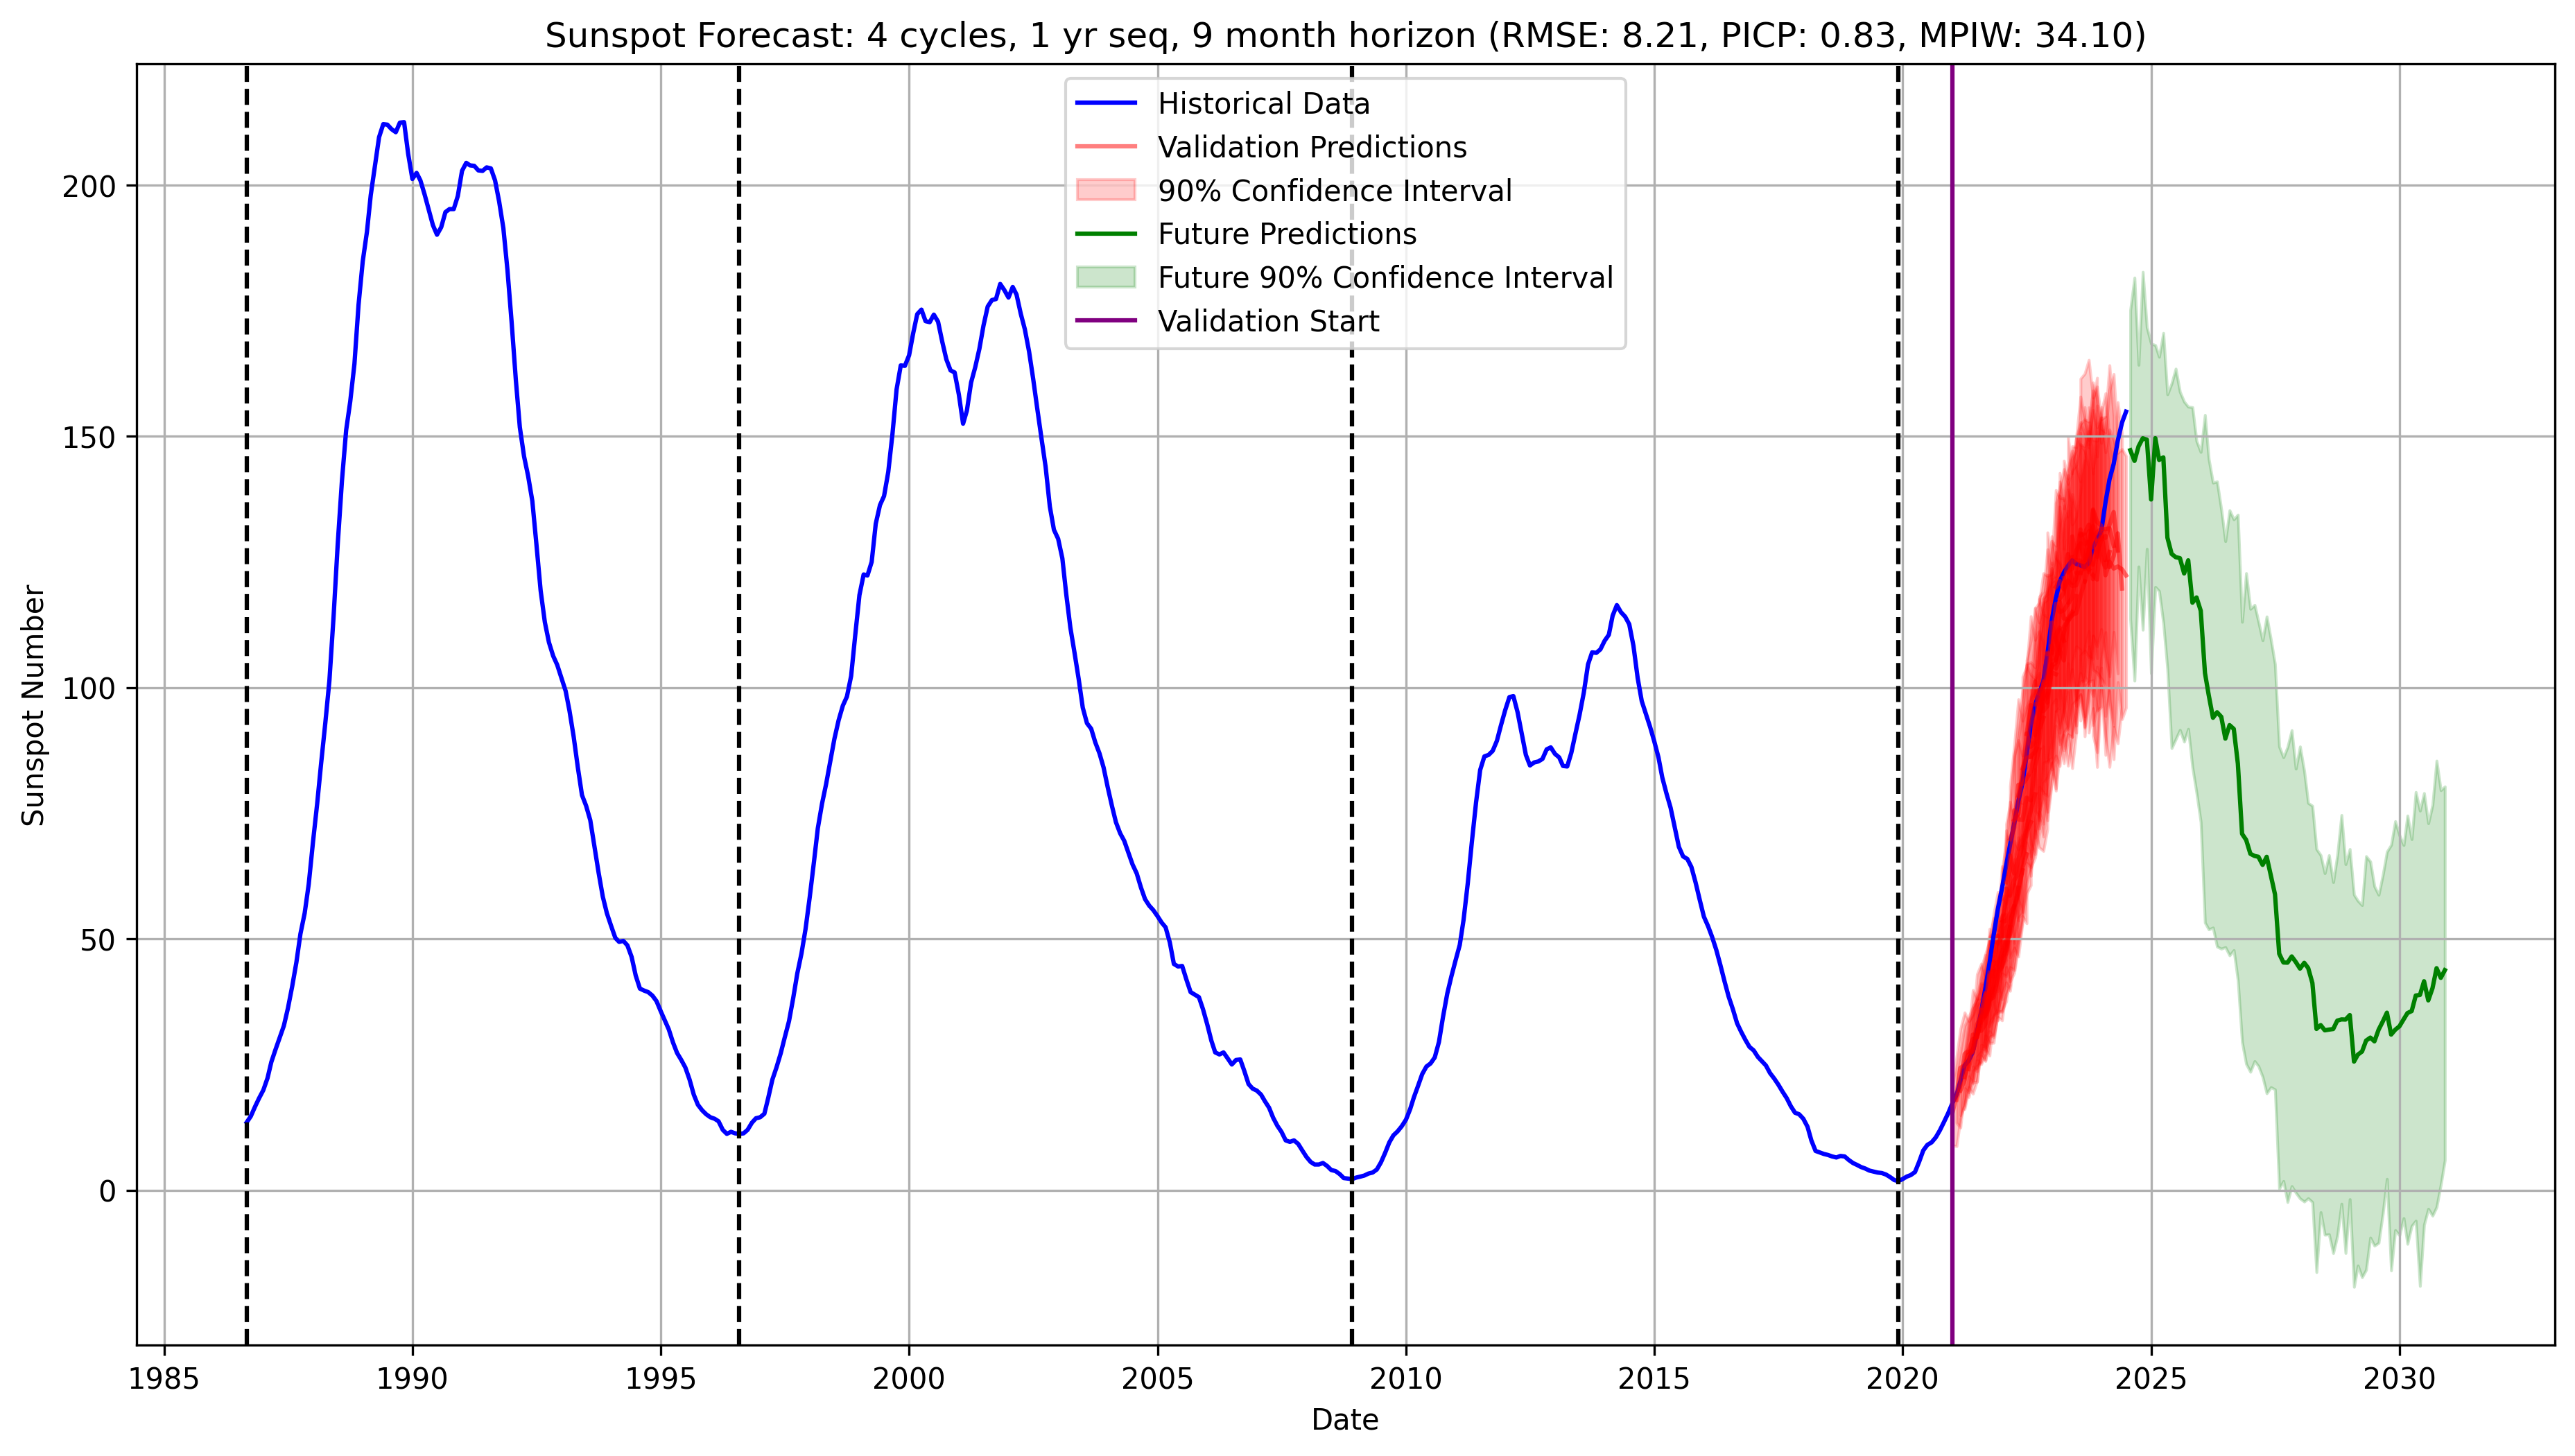 Sunspot Forecast: 4 cycles, 1 yr seq, 9 month horizon (RMSE: 8.21, PICP: 0.83, MPIW: 34.10)
Historical Data
Validation Predictions
90% Confidence Interval
Future Predictions
Future 90% Confidence Interval
Validation Start
Sunspot Number
200
150
100
50
0
1985 1990 1995 2000 2005 2010 2015 2020 2025 2030
Date